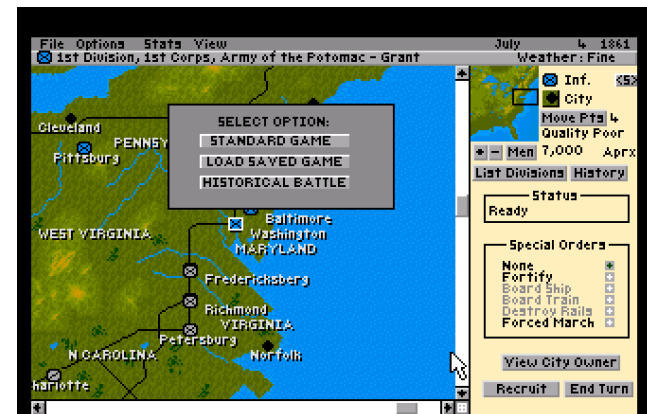 File Options Stats View
July 4 1861
1st Division, 1st Corps, Army of the Potomac - Grant
Weather: Fine
Inf. <S>
City
Move Pts 4
Quality Poor
+ - Men 7,000 Aprx
List Divisions History
Status
Ready
Special Orders
None
Fortify
Board Ship
Board Train
Destroy Rails
Forced March
View City Owner
Recruit End Turn
SELECT OPTION:
STANDARD GAME
LOAD SAVED GAME
HISTORICAL BATTLE
Cleveland
PENNSY
Pittsburg
Baltimore
WEST VIRGINIA
Washington
MARYLAND
Fredericksberg
Richmond
VIRGINIA
Petersburg
N CAROLINA
Norfolk
harlotte